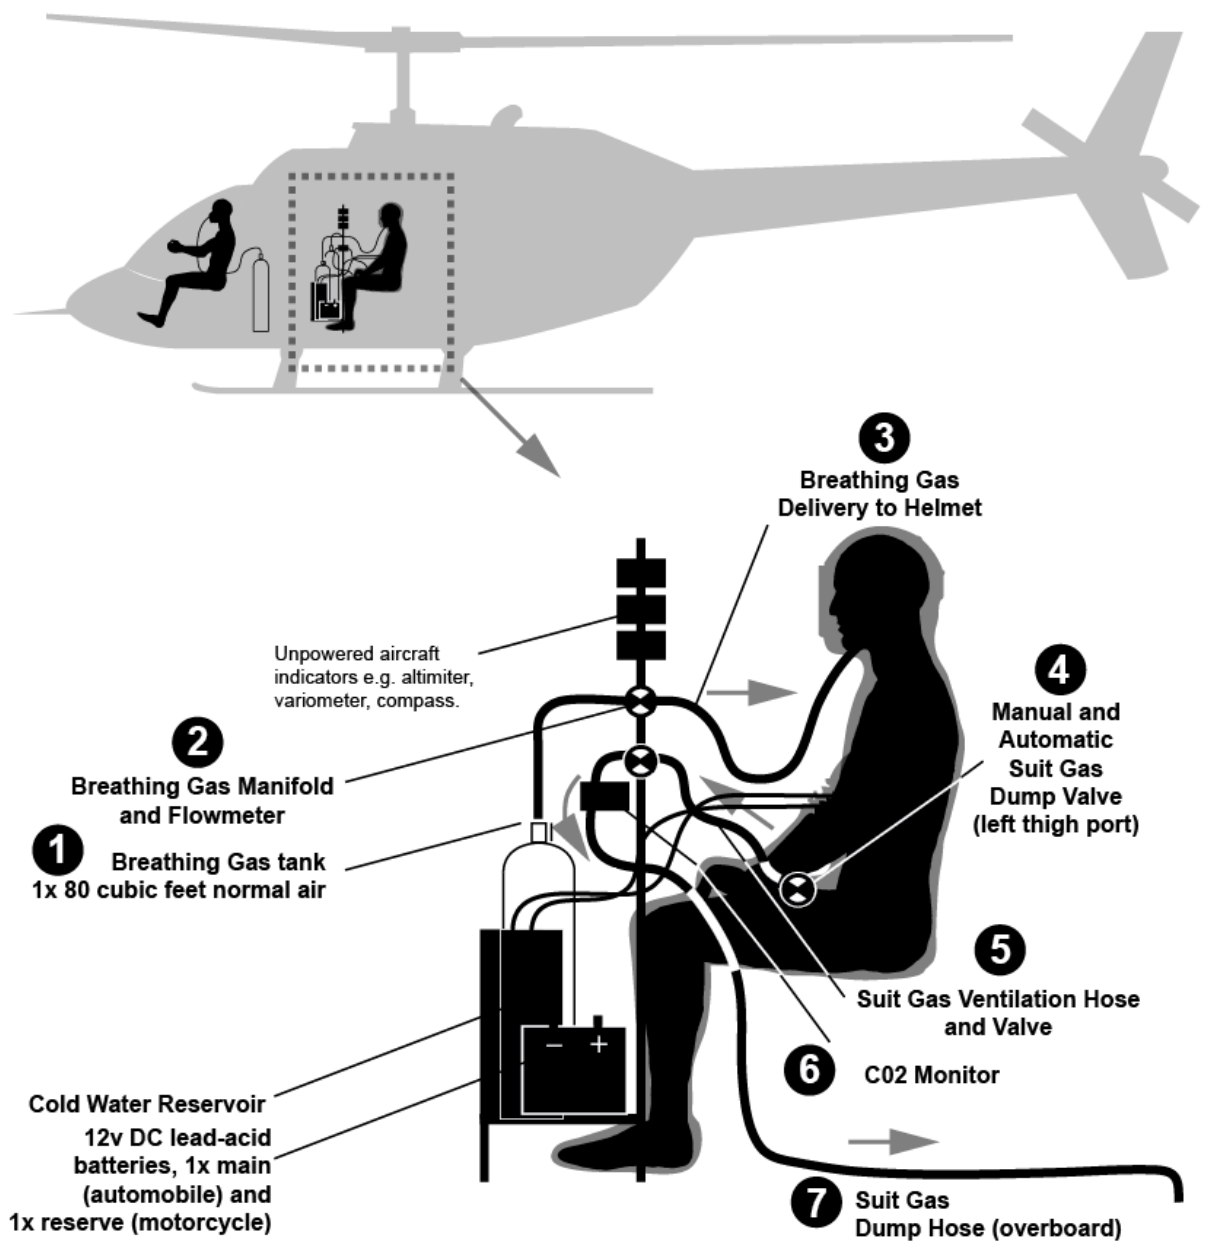 3
Breathing Gas
Delivery to Helmet
Unpowered aircraft
indicators e.g. altimiter,
variometer, compass.
4
Manual and
Automatic
Suit Gas
Dump Valve
(left thigh port)
2
Breathing Gas Manifold
and Flowmeter
1
Breathing Gas tank
1x 80 cubic feet normal air
5
Suit Gas Ventilation Hose
and Valve
6
C02 Monitor
− +
Cold Water Reservoir
12v DC lead-acid
batteries, 1x main
(automobile) and
1x reserve (motorcycle)
7
Suit Gas
Dump Hose (overboard)